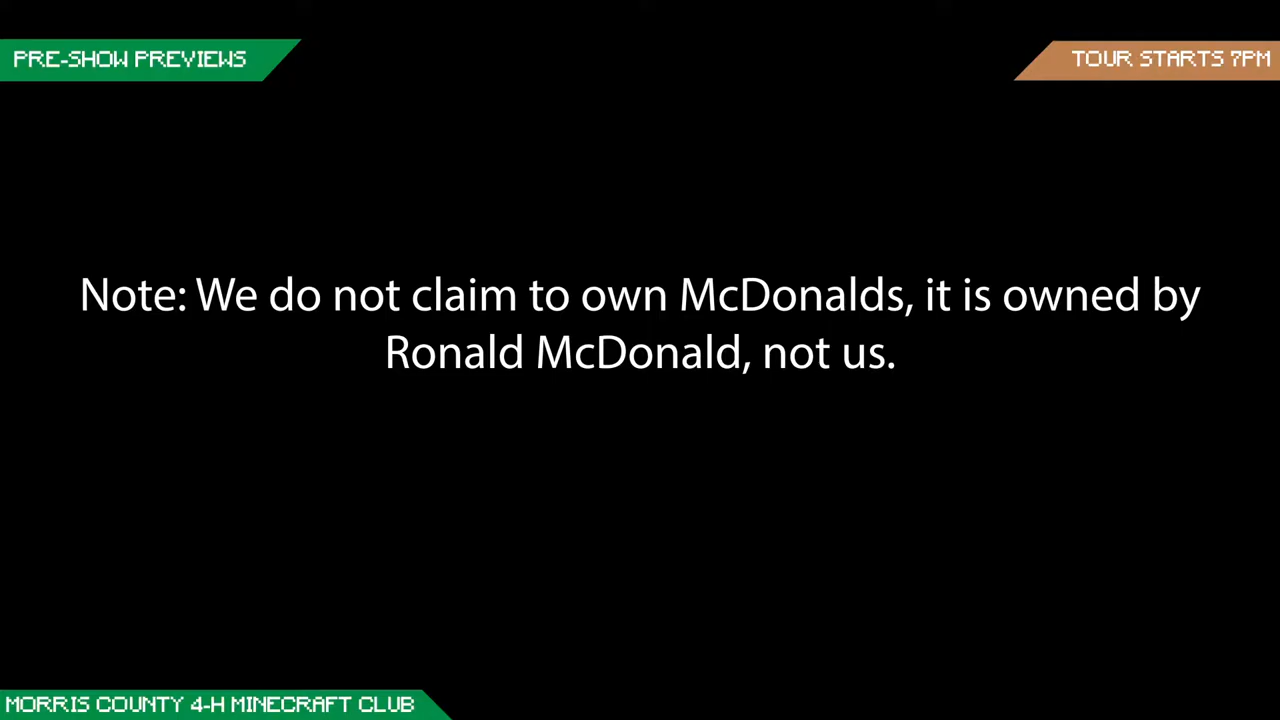 PRE-SHOW PREVIEWS
TOUR STARTS 7PM
Note: We do not claim to own McDonalds, it is owned by
Ronald McDonald, not us.
MORRIS COUNTY 4-H MINECRAFT CLUB